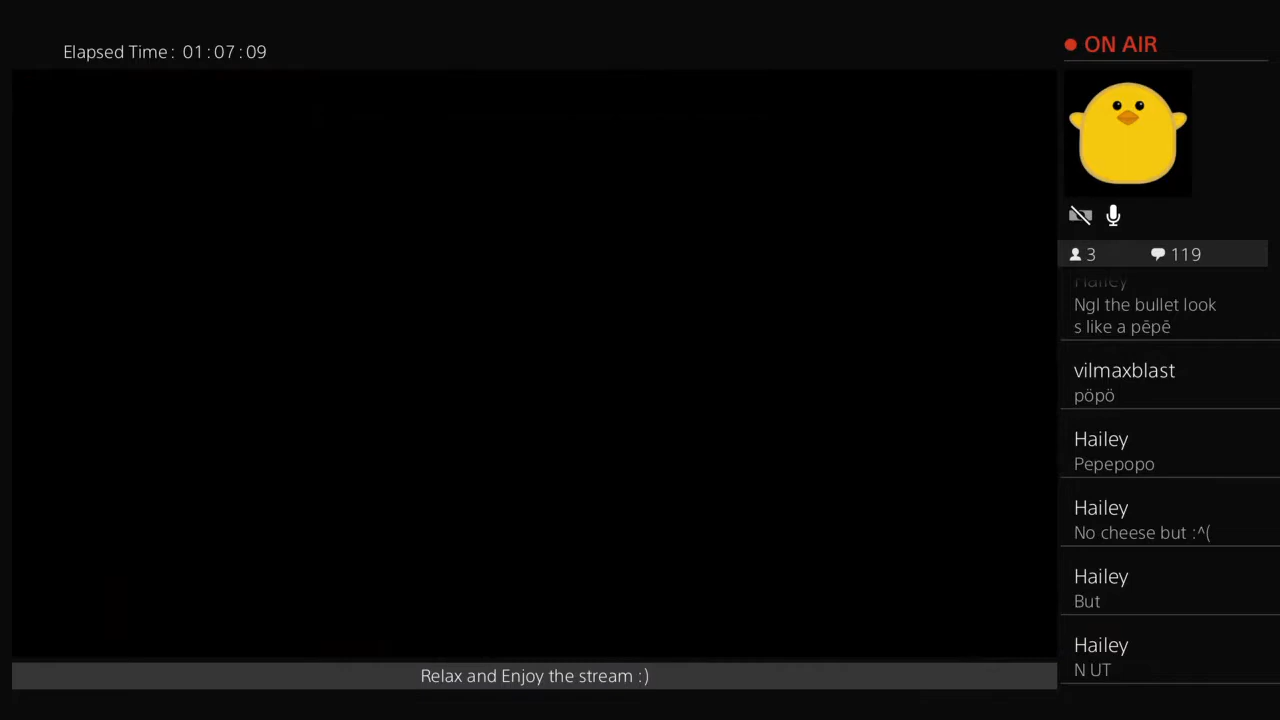 Elapsed Time: 01:07:09
ON AIR
3 119
Hailey
Ngl the bullet look
s like a pēpē
vilmaxblast
pöpö
Hailey
Pepepopo
Hailey
No cheese but :^(
Hailey
But
Hailey
N UT
Relax and Enjoy the stream :)